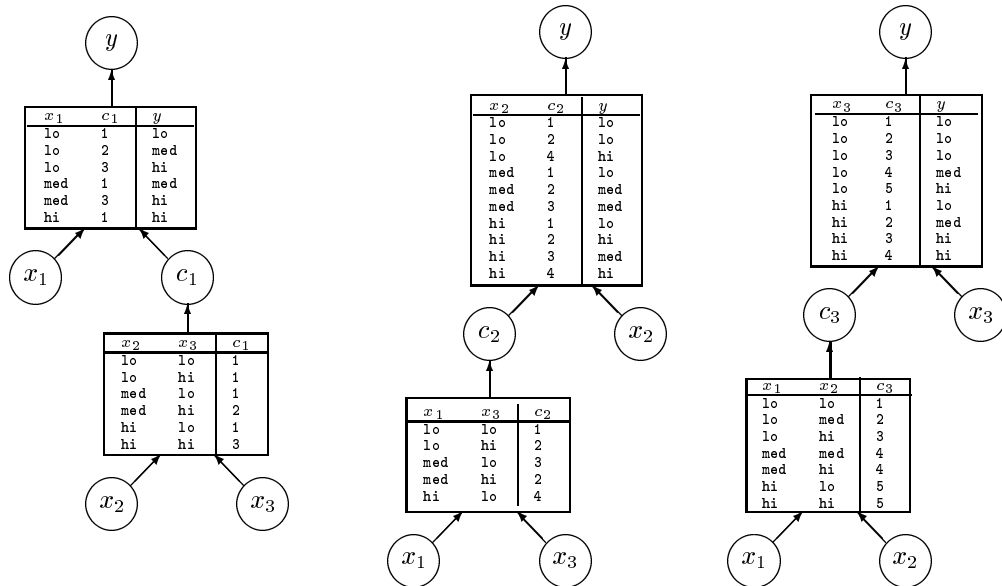 y
x₁ c₁ y
lo 1 lo
lo 2 med
lo 3 hi
med 1 med
med 3 hi
hi 1 hi
x₁ c₁
x₂ x₃ c₁
lo lo 1
lo hi 1
med lo 1
med hi 2
hi lo 1
hi hi 3
x₂ x₃
y
x₂ c₂ y
lo 1 lo
lo 2 lo
lo 4 hi
med 1 lo
med 2 med
med 3 med
hi 1 lo
hi 2 hi
hi 3 med
hi 4 hi
c₂ x₂
x₁ x₃ c₂
lo lo 1
lo hi 2
med lo 3
med hi 2
hi lo 4
x₁ x₃
y
x₃ c₃ y
lo 1 lo
lo 2 lo
lo 3 lo
lo 4 med
lo 5 hi
hi 1 lo
hi 2 med
hi 3 hi
hi 4 hi
c₃ x₃
x₁ x₂ c₃
lo lo 1
lo med 2
lo hi 3
med med 4
med hi 4
hi lo 5
hi hi 5
x₁ x₂